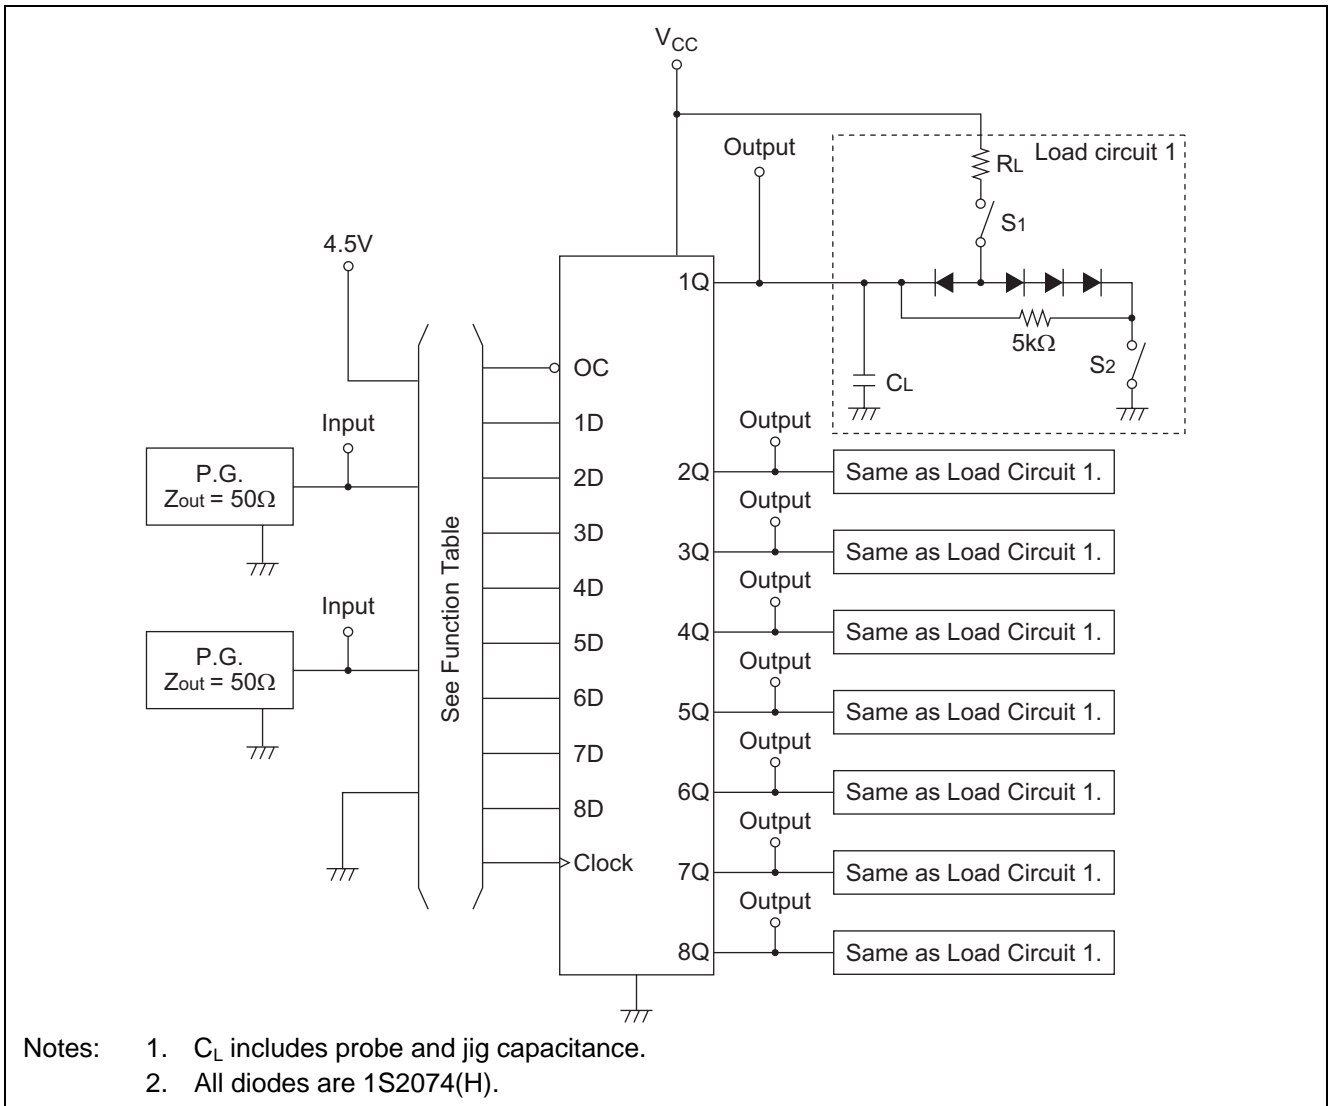 VCC
Output
Load circuit 1
RL
S1
4.5V
1Q
5kΩ
S2
CL
OC
Input
1D
Output
P.G.
Zout = 50Ω
2D
2Q
Same as Load Circuit 1.
Output
3D
3Q
Same as Load Circuit 1.
See Function Table
4D
Output
Input
4Q
Same as Load Circuit 1.
5D
P.G.
Zout = 50Ω
Output
6D
5Q
Same as Load Circuit 1.
7D
Output
6Q
Same as Load Circuit 1.
8D
Output
Clock
7Q
Same as Load Circuit 1.
Output
8Q
Same as Load Circuit 1.
Notes: 1. CL includes probe and jig capacitance.
2. All diodes are 1S2074(H).